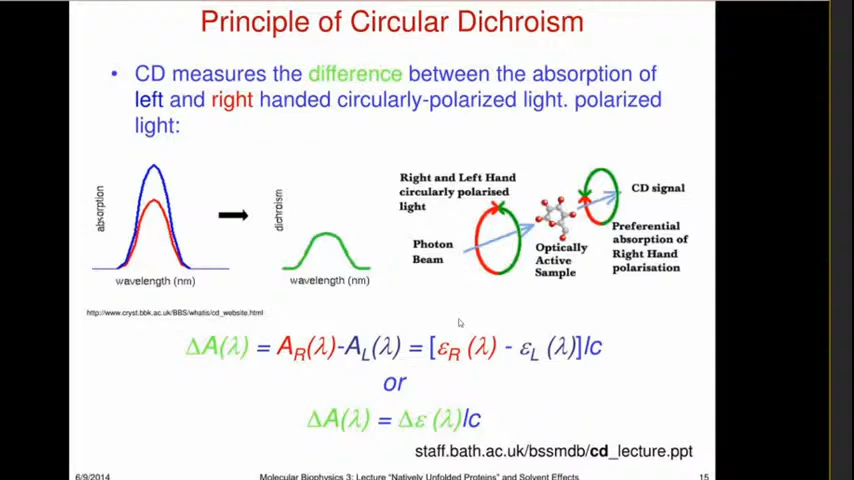 Principle of Circular Dichroism
• CD measures the difference between the absorption of
left and right handed circularly-polarized light. polarized
light:
absorption
wavelength (nm)
dichroism
wavelength (nm)
Right and Left Hand
circularly polarised
light
Photon
Beam
Optically
Active
Sample
CD signal
Preferential
absorption of
Right Hand
polarisation
http://www.cryst.bbk.ac.uk/BBS/whatis/cd_website.html
ΔA(λ) = A_R(λ)-A_L(λ) = [ε_R (λ) - ε_L (λ)]lc
or
ΔA(λ) = Δε (λ)lc
staff.bath.ac.uk/bssmdb/cd_lecture.ppt
6/9/2014
Molecular Biophysics 3: Lecture "Natively Unfolded Proteins" and Solvent Effects
15